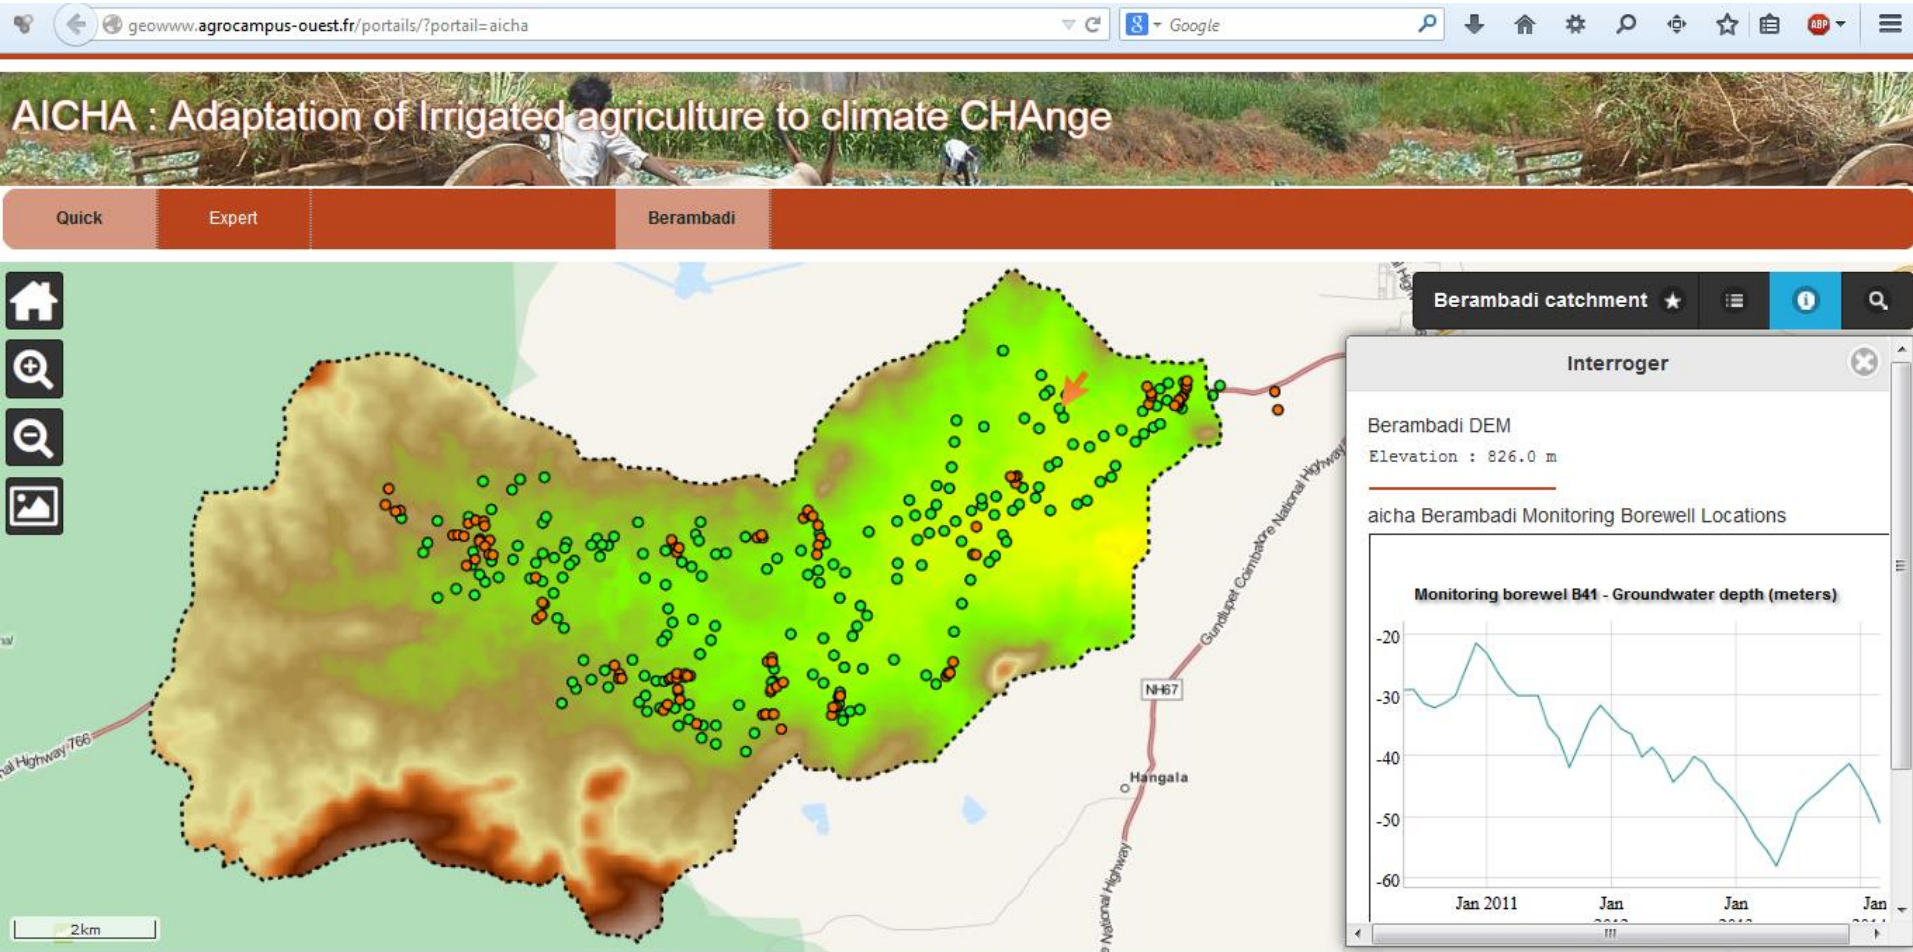 geowww.agrocampus-ouest.fr/portails/?portail=aicha
Google
ABP
AICHA : Adaptation of Irrigated agriculture to climate CHAnge
Quick
Expert
Berambadi
Berambadi catchment
Interroger
Berambadi DEM
Elevation : 826.0 m
aicha Berambadi Monitoring Borewell Locations
Monitoring borewel B41 - Groundwater depth (meters)
-20
-30
-40
-50
-60
Jan 2011
Jan
Jan
Jan
Gundlupet Coimbatore National Highway
NH67
Hangala
National Highway
Highway 766
2km